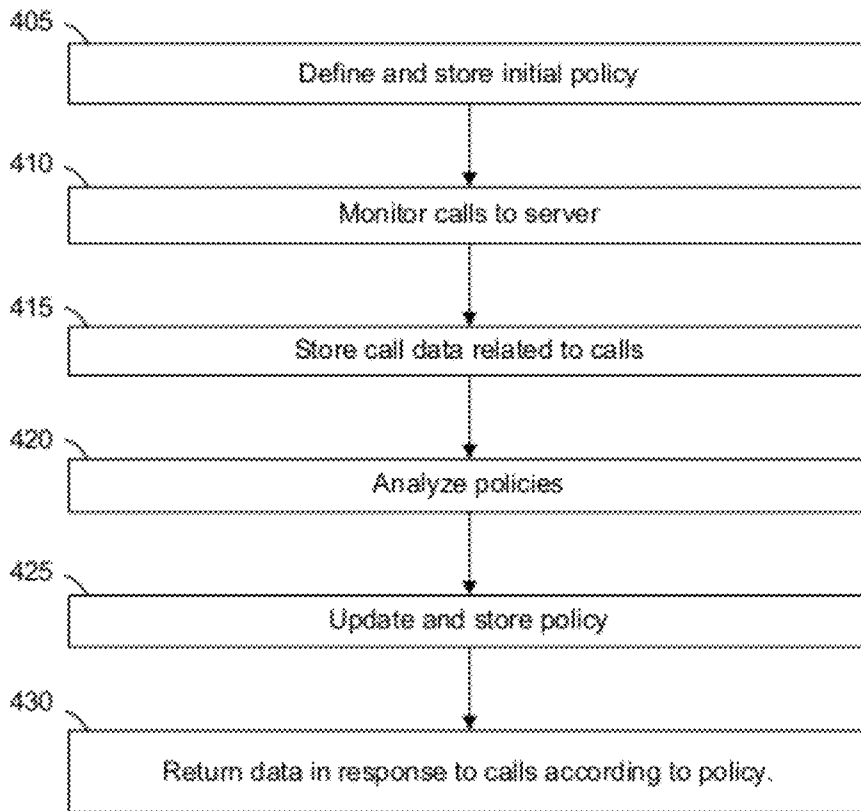 405
Define and store initial policy
410
Monitor calls to server
415
Store call data related to calls
420
Analyze policies
425
Update and store policy
430
Return data in response to calls according to policy.